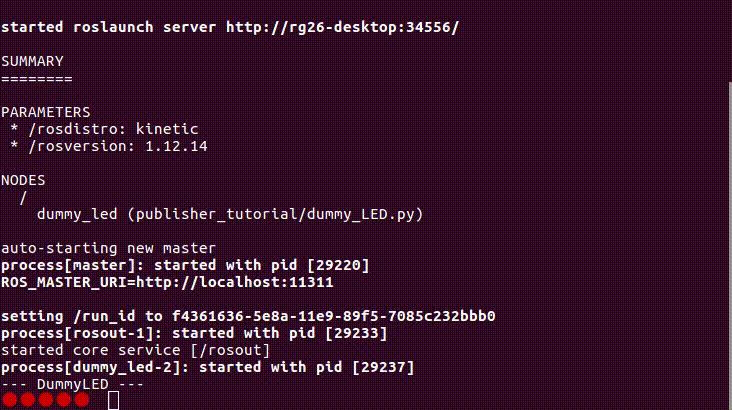 started roslaunch server http://rg26-desktop:34556/
SUMMARY
========
PARAMETERS
 * /rosdistro: kinetic
 * /rosversion: 1.12.14
NODES
  /
    dummy_led (publisher_tutorial/dummy_LED.py)
auto-starting new master
process[master]: started with pid [29220]
ROS_MASTER_URI=http://localhost:11311
setting /run_id to f4361636-5e8a-11e9-89f5-7085c232bbb0
process[rosout-1]: started with pid [29233]
started core service [/rosout]
process[dummy_led-2]: started with pid [29237]
--- DummyLED ---